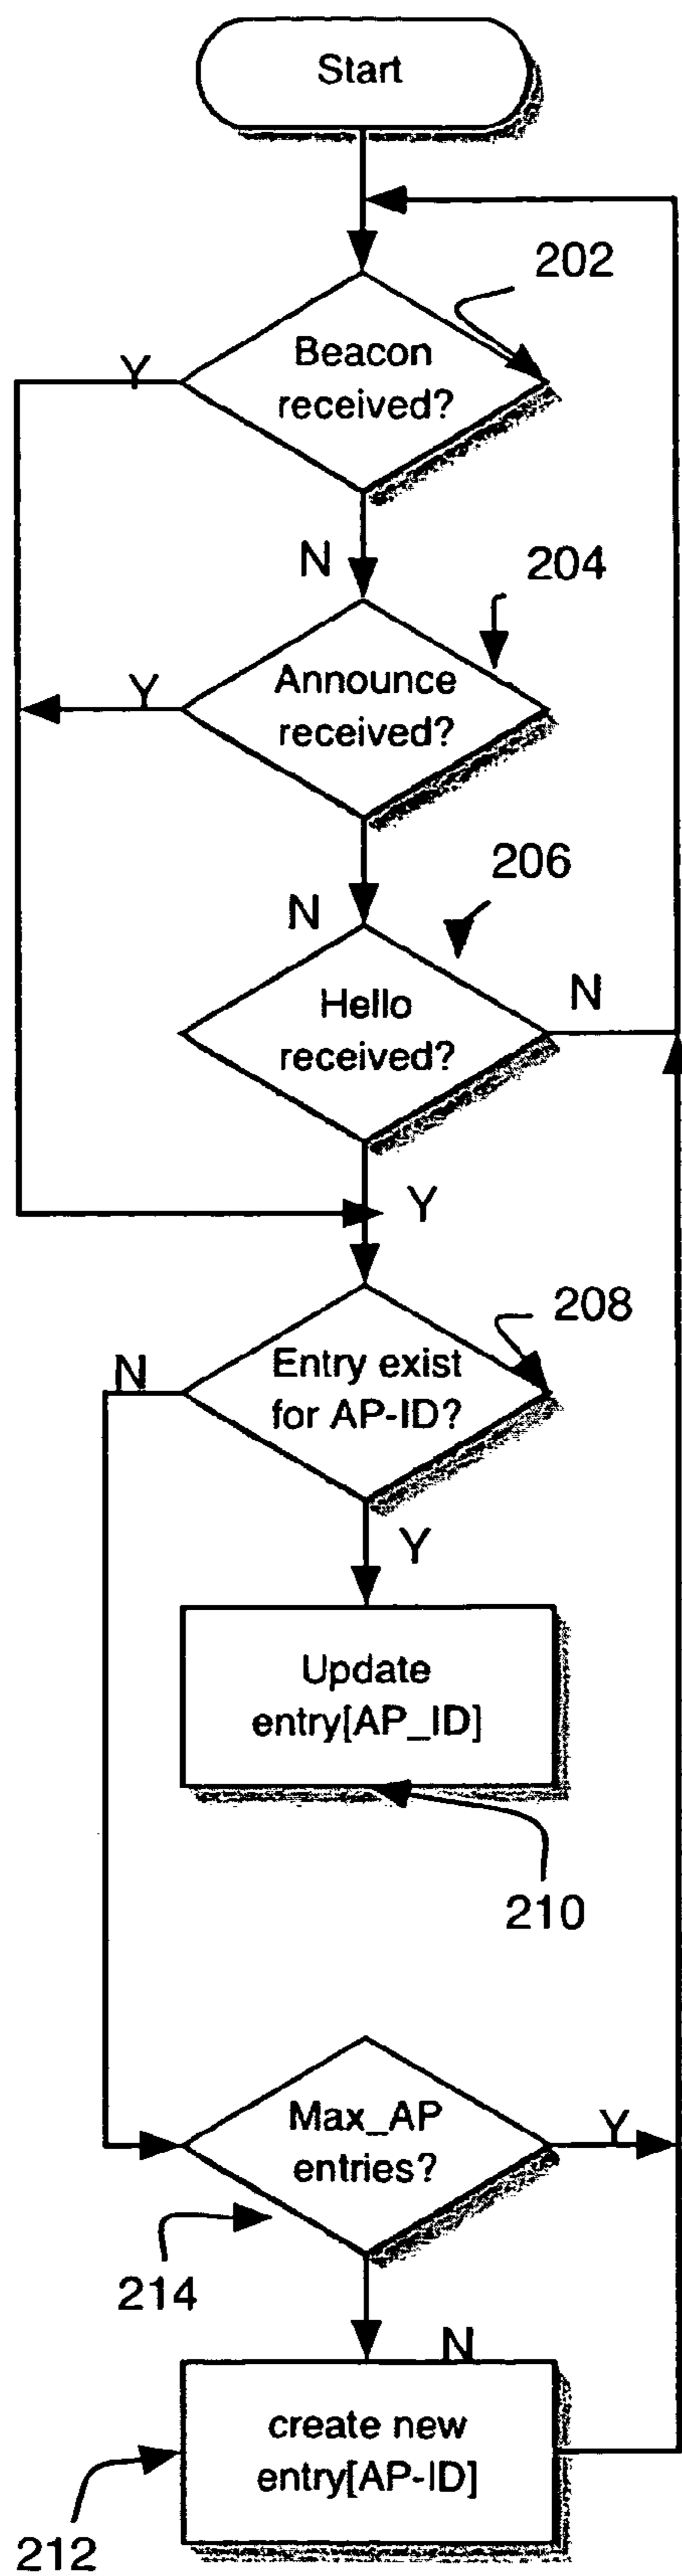 Start
202
Y
Beacon
received?
N
204
Y
Announce
received?
206
N
Hello
received?
N
Y
208
N
Entry exist
for AP-ID?
Y
Update
entry[AP_ID]
210
Max_AP
entries?
Y
214
N
create new
entry[AP-ID]
212